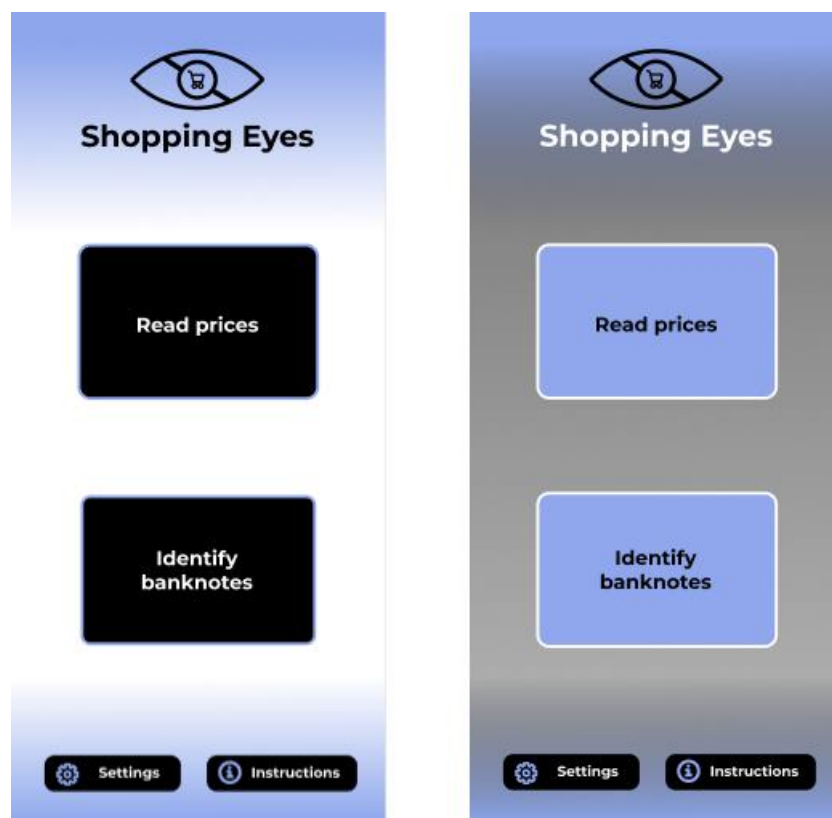 Shopping Eyes
Read prices
Identify
banknotes
Settings
Instructions
Shopping Eyes
Read prices
Identify
banknotes
Settings
Instructions